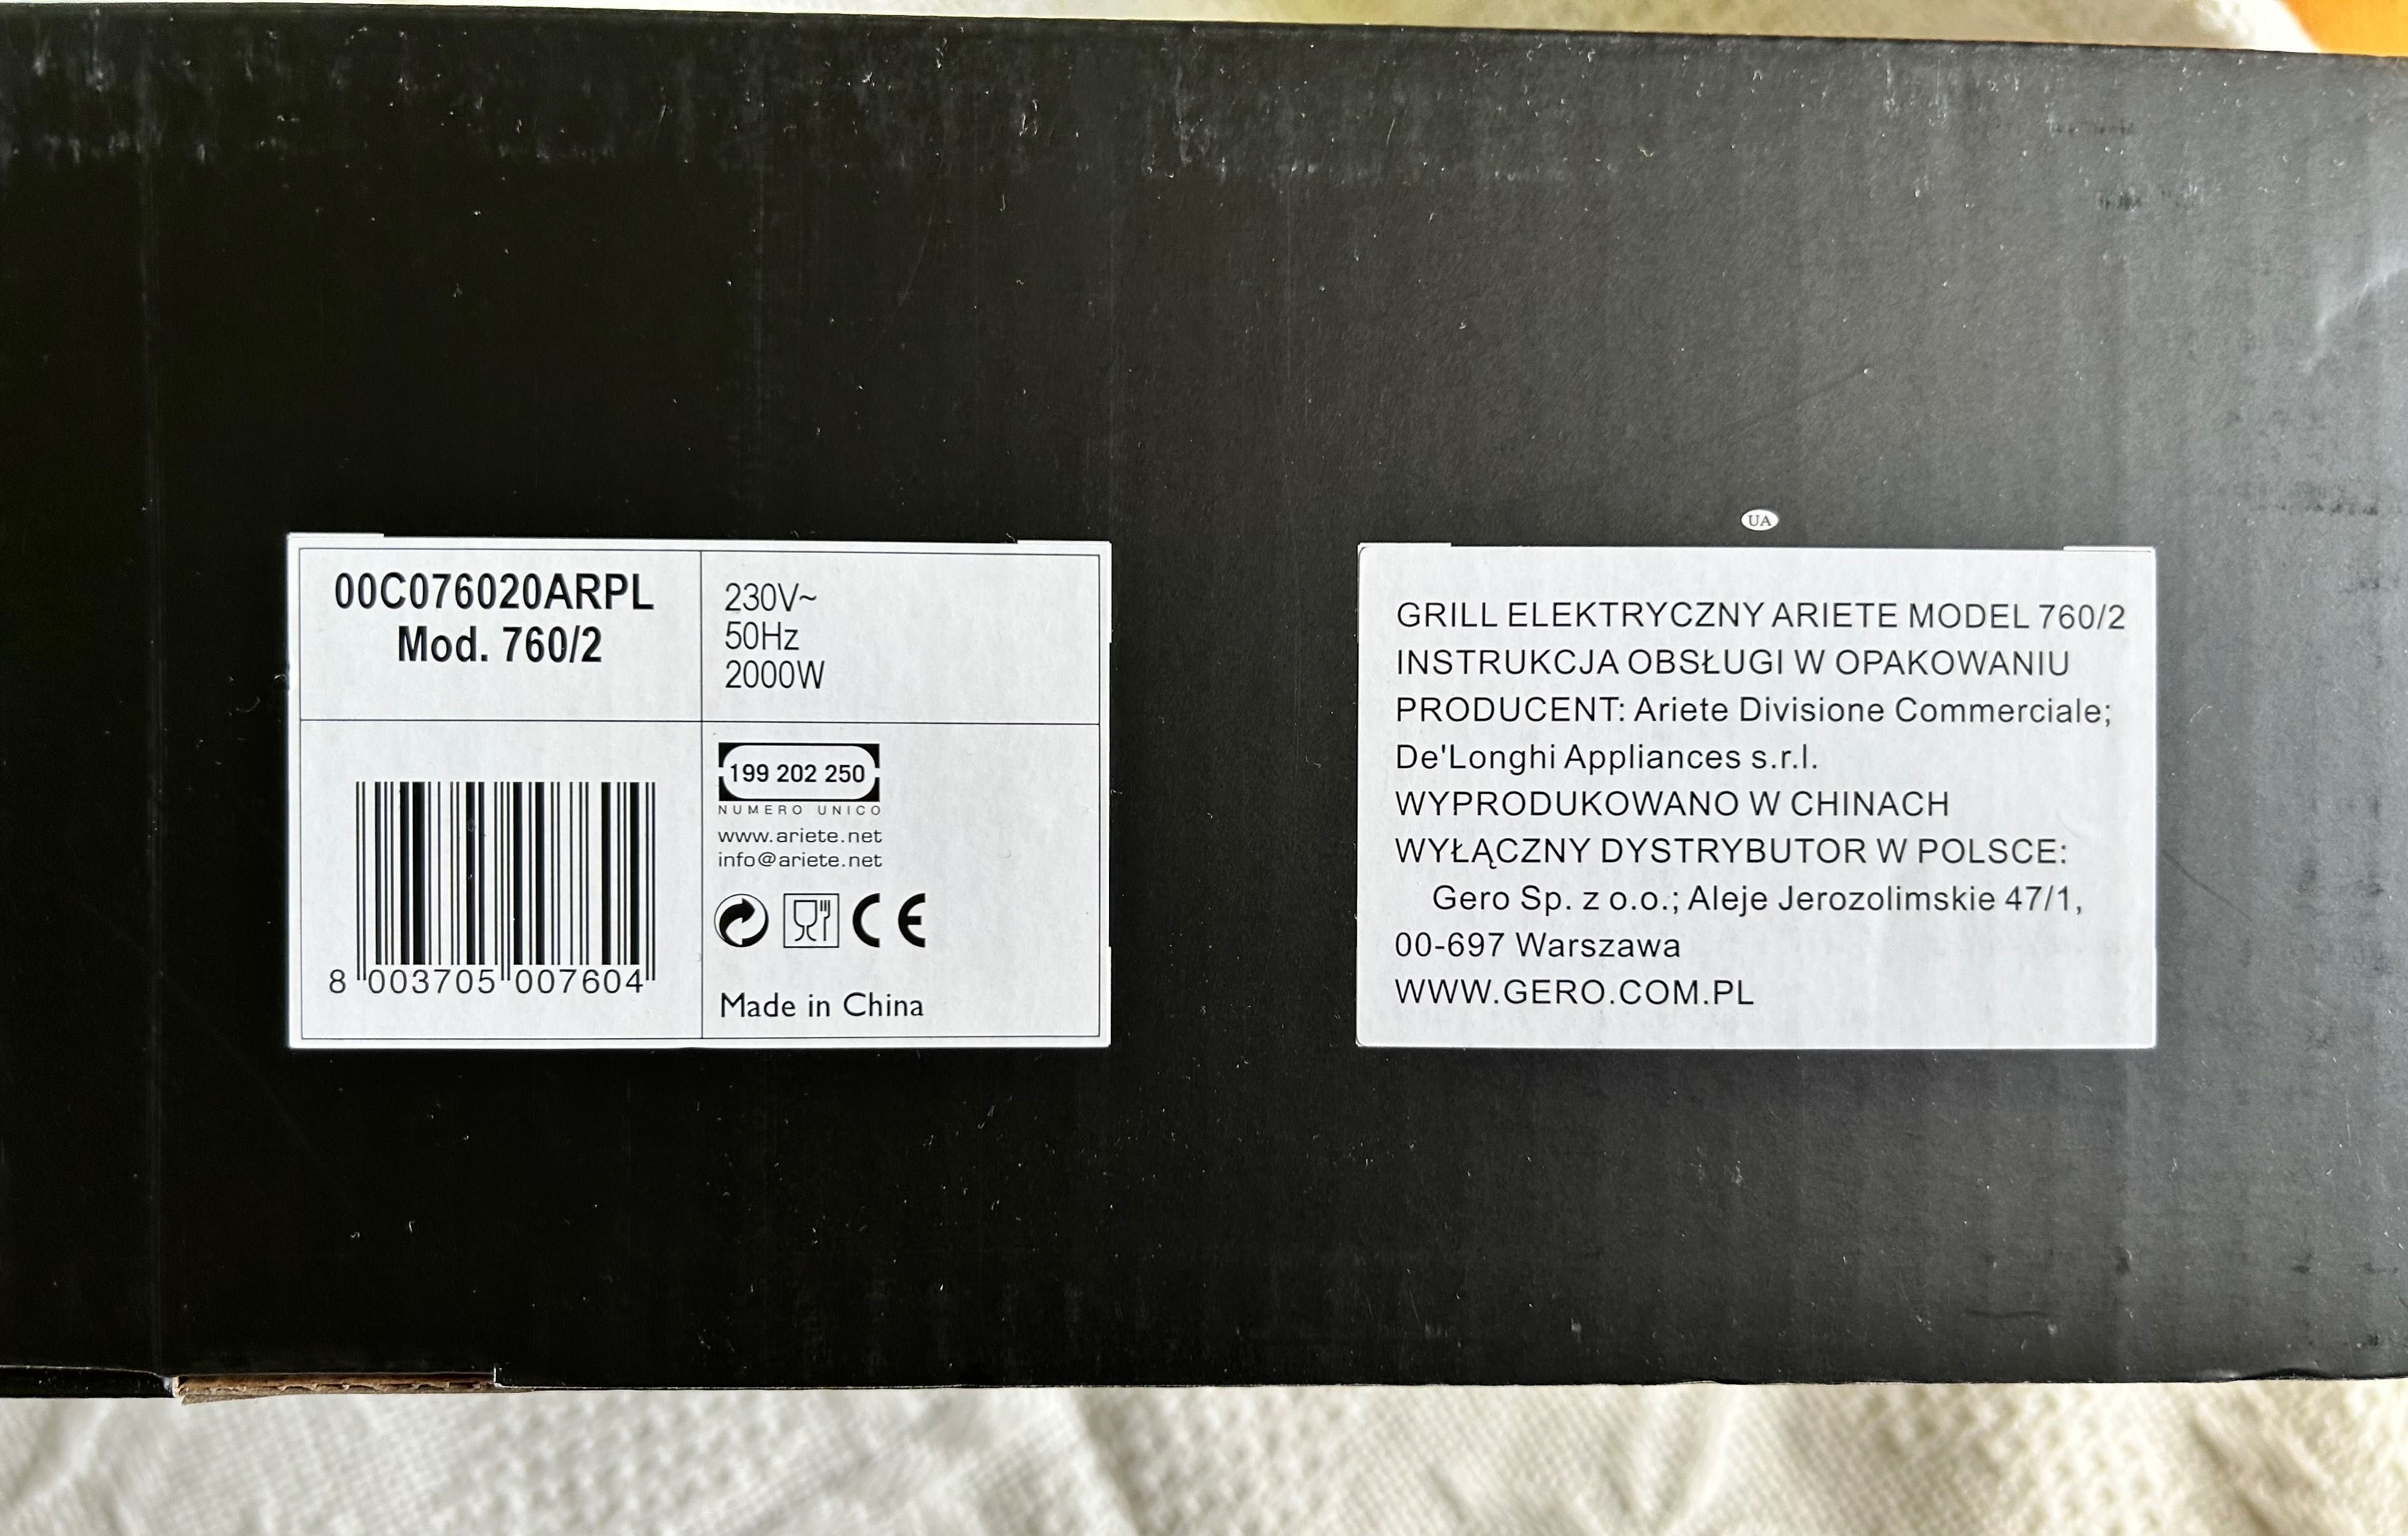 00C076020ARPL
Mod. 760/2
230V~
50Hz
2000W
8 003705 007604
199 202 250
NUMERO UNICO
www.ariete.net
info@ariete.net
CE
Made in China
UA
GRILL ELEKTRYCZNY ARIETE MODEL 760/2
INSTRUKCJA OBSŁUGI W OPAKOWANIU
PRODUCENT: Ariete Divisione Commerciale;
De'Longhi Appliances s.r.l.
WYPRODUKOWANO W CHINACH
WYŁĄCZNY DYSTRYBUTOR W POLSCE:
Gero Sp. z o.o.; Aleje Jerozolimskie 47/1,
00-697 Warszawa
WWW.GERO.COM.PL